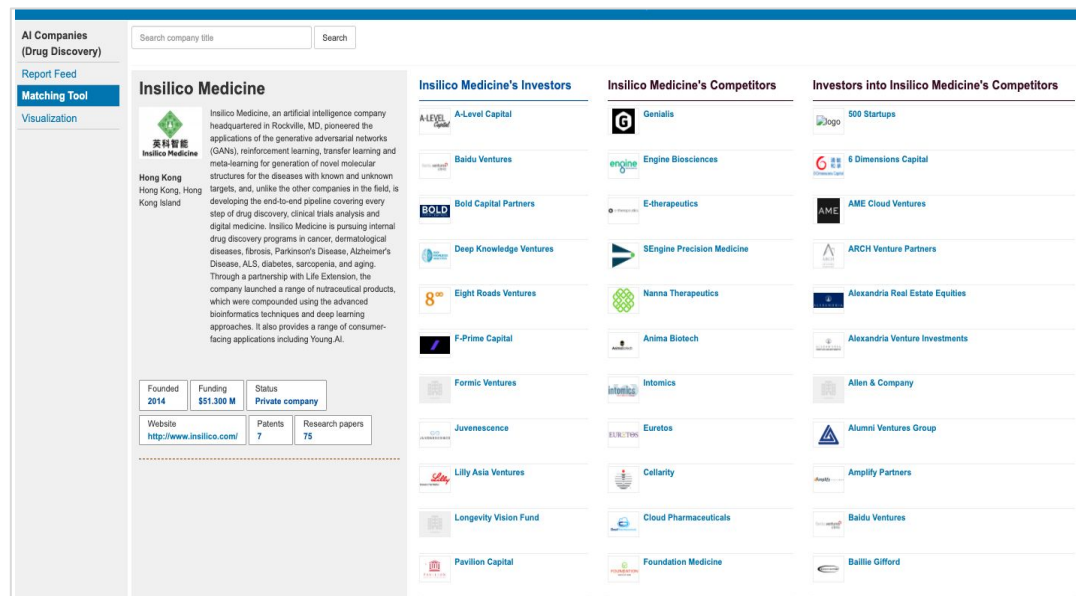 AI Companies
(Drug Discovery)
Report Feed
Matching Tool
Visualization
Search company title
Search
Insilico Medicine
英科智能
Insilico Medicine
Hong Kong
Hong Kong, Hong
Kong Island
Insilico Medicine, an artificial intelligence company
headquartered in Rockville, MD, pioneered the
applications of the generative adversarial networks
(GANs), reinforcement learning, transfer learning and
meta-learning for generation of novel molecular
structures for the diseases with known and unknown
targets, and, unlike the other companies in the field, is
developing the end-to-end pipeline covering every
step of drug discovery, clinical trials analysis and
digital medicine. Insilico Medicine is pursuing internal
drug discovery programs in cancer, dermatological
diseases, fibrosis, Parkinson's Disease, Alzheimer's
Disease, ALS, diabetes, sarcopenia, and aging.
Through a partnership with Life Extension, the
company launched a range of nutraceutical products,
which were compounded using the advanced
bioinformatics techniques and deep learning
approaches. It also provides a range of consumer-
facing applications including Young.AI.
Founded
2014
Funding
$51.300 M
Status
Private company
Website
http://www.insilico.com/
Patents
7
Research papers
75
Insilico Medicine's Investors
A-LEVEL Capital
A-Level Capital
Baidu Ventures
BOLD
Bold Capital Partners
Deep Knowledge Ventures
8
Eight Roads Ventures
F-Prime Capital
Formic Ventures
Juvenescence
Lilly
Lilly Asia Ventures
Longevity Vision Fund
Pavilion Capital
Insilico Medicine's Competitors
G
Genialis
engine
Engine Biosciences
E-therapeutics
SEngine Precision Medicine
Nanna Therapeutics
Anima Biotech
intomics
Intomics
EURETOS
Euretos
Cellarity
Cloud Pharmaceuticals
FOUNDATION
Foundation Medicine
Investors into Insilico Medicine's Competitors
logo
500 Startups
6
6 Dimensions Capital
AME
AME Cloud Ventures
ARCH Venture Partners
Alexandria Real Estate Equities
Alexandria Venture Investments
Allen & Company
Alumni Ventures Group
Amplify Partners
Baidu Ventures
Baillie Gifford